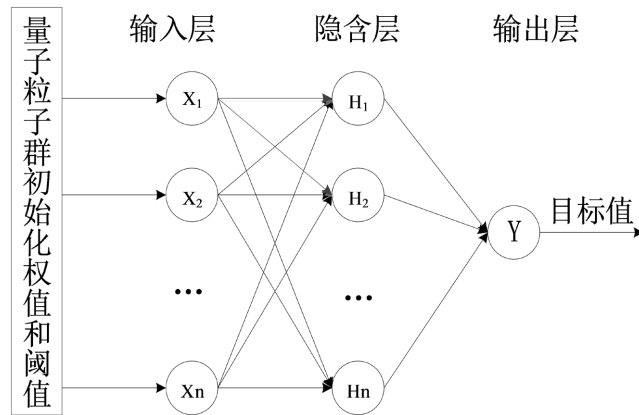 量子粒子群初始化权值和阈值
输入层
隐含层
输出层
X1
H1
X2
H2
Y
目标值
...
...
Xn
Hn